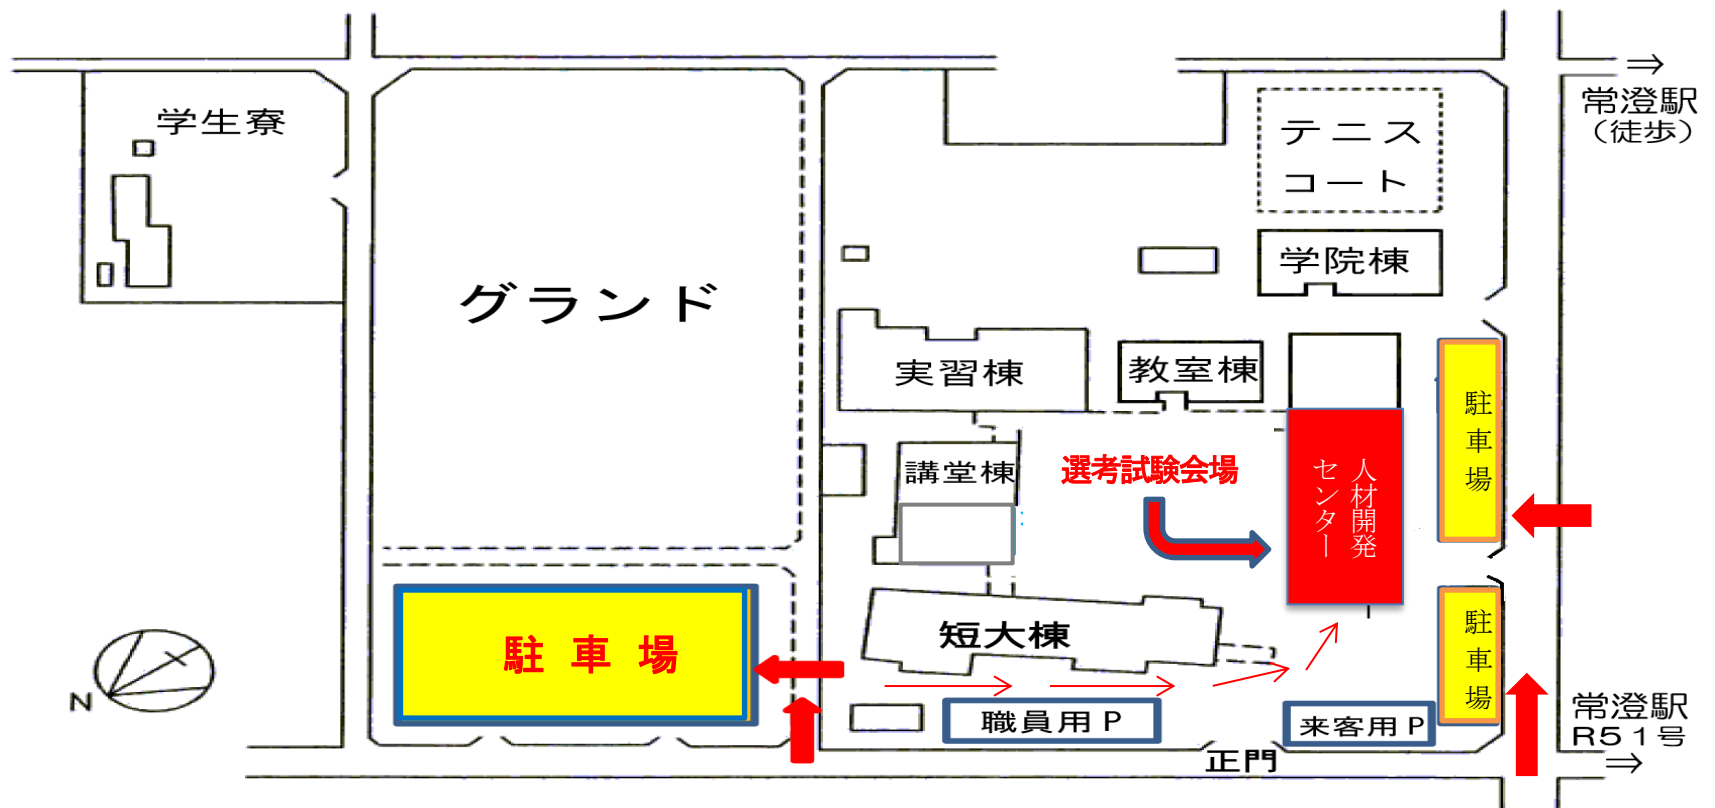 学生寮
グランド
テニス
コート
⇒
常澄駅
（徒歩）
学院棟
実習棟
教室棟
講堂棟
選考試験会場
人材開発
センター
駐車場
短大棟
駐車場
駐車場
N
職員用P
来客用P
正門
常澄駅
R51号
⇒